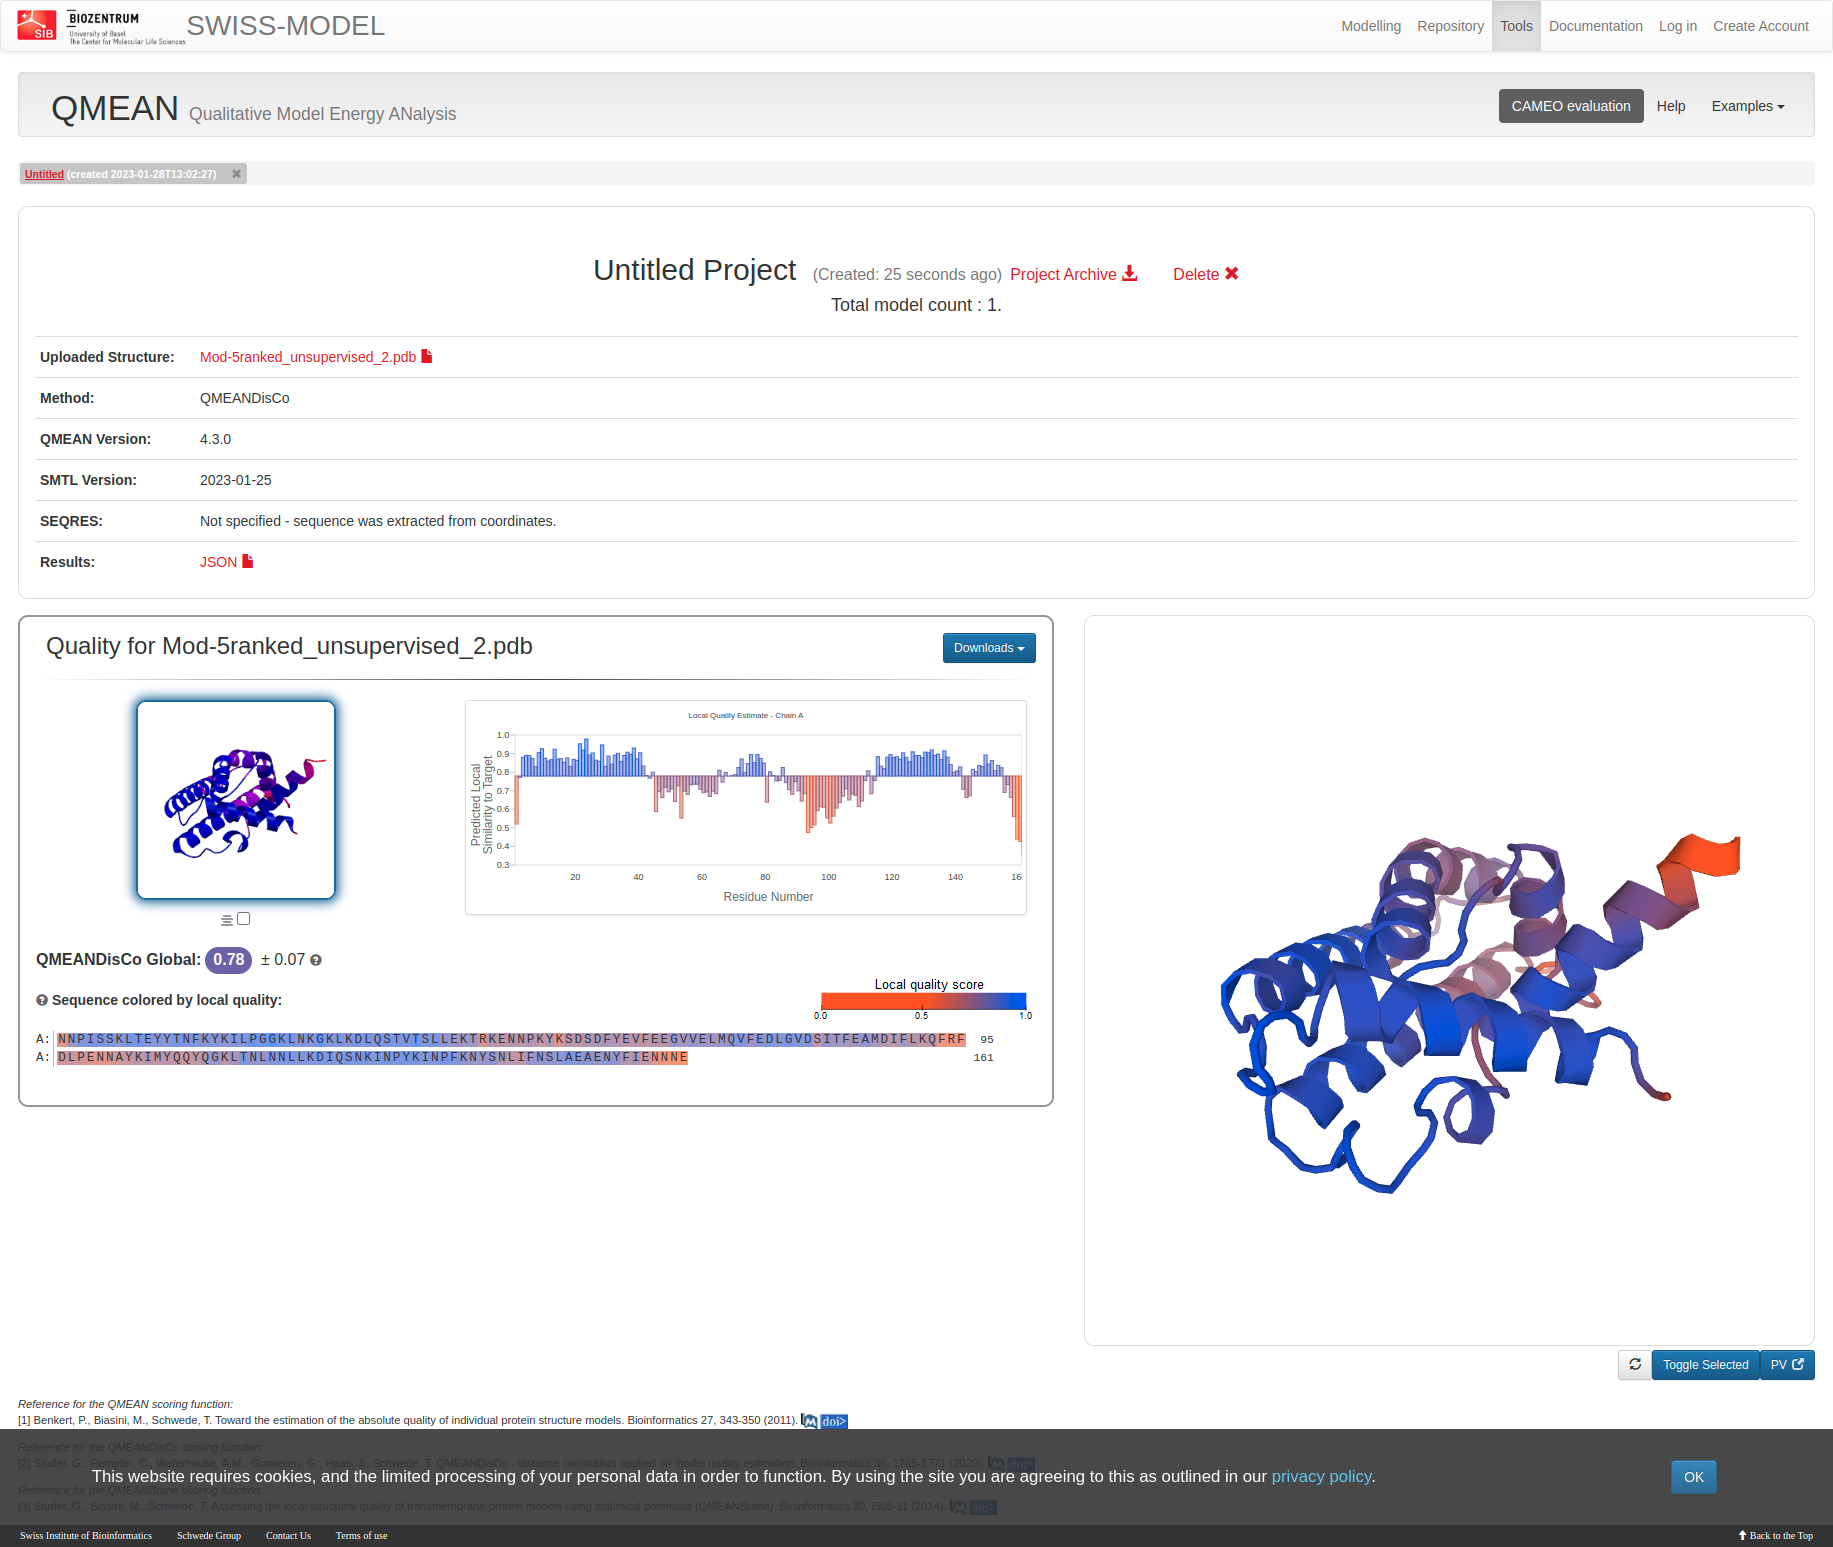 SIB
BIOZENTRUM
University of Basel
The Center for Molecular Life Sciences
SWISS-MODEL
Modelling Repository Tools Documentation Log in Create Account
QMEAN Qualitative Model Energy ANalysis
CAMEO evaluation Help Examples
Untitled (created 2023-01-28T13:02:27)
Untitled Project (Created: 25 seconds ago) Project Archive Delete
Total model count : 1.
Uploaded Structure: Mod-5ranked_unsupervised_2.pdb
Method: QMEANDisCo
QMEAN Version: 4.3.0
SMTL Version: 2023-01-25
SEQRES: Not specified - sequence was extracted from coordinates.
Results: JSON
Quality for Mod-5ranked_unsupervised_2.pdb
Downloads
Local Quality Estimate - Chain A
Predicted Local
Similarity to Target
1.0
0.9
0.8
0.7
0.6
0.5
0.4
0.3
20 40 60 80 100 120 140 16
Residue Number
QMEANDisCo Global: 0.78 ± 0.07
Sequence colored by local quality:
Local quality score
0.0 0.5 1.0
A: NNPISSKLTEYYTNFKYKILPGGKLNKGKLKDLQSTVTSLLEKTRKENNPKYKSDSDFYEVFEEGVVELMQVFEDLGVDSITFEAMDIFLKQFRF 95
A: DLPENNAYKIMYQQYQGKLTNLNNLLKDIQSNKINPYKINPFKNYSNLIFNSLAEAENYFIENNNE 161
Toggle Selected PV
Reference for the QMEAN scoring function:
[1] Benkert, P., Biasini, M., Schwede, T. Toward the estimation of the absolute quality of individual protein structure models. Bioinformatics 27, 343-350 (2011). M doi>
Reference for the QMEANDisCo scoring function:
[2] Studer, G., Rempfer, C., Waterhouse, A.M., Gumienny, G., Haas, J., Schwede, T. QMEANDisCo - distance constraints applied on model quality estimation. Bioinformatics 36, 1765-1771 (2020). M doi>
This website requires cookies, and the limited processing of your personal data in order to function. By using the site you are agreeing to this as outlined in our privacy policy.
OK
Reference for the QMEANBrane scoring function:
[3] Studer, G., Biasini, M., Schwede, T. Assessing the local structural quality of transmembrane protein models using statistical potentials (QMEANBrane). Bioinformatics 30, i505-11 (2014). M doi>
Swiss Institute of Bioinformatics Schwede Group Contact Us Terms of use
Back to the Top